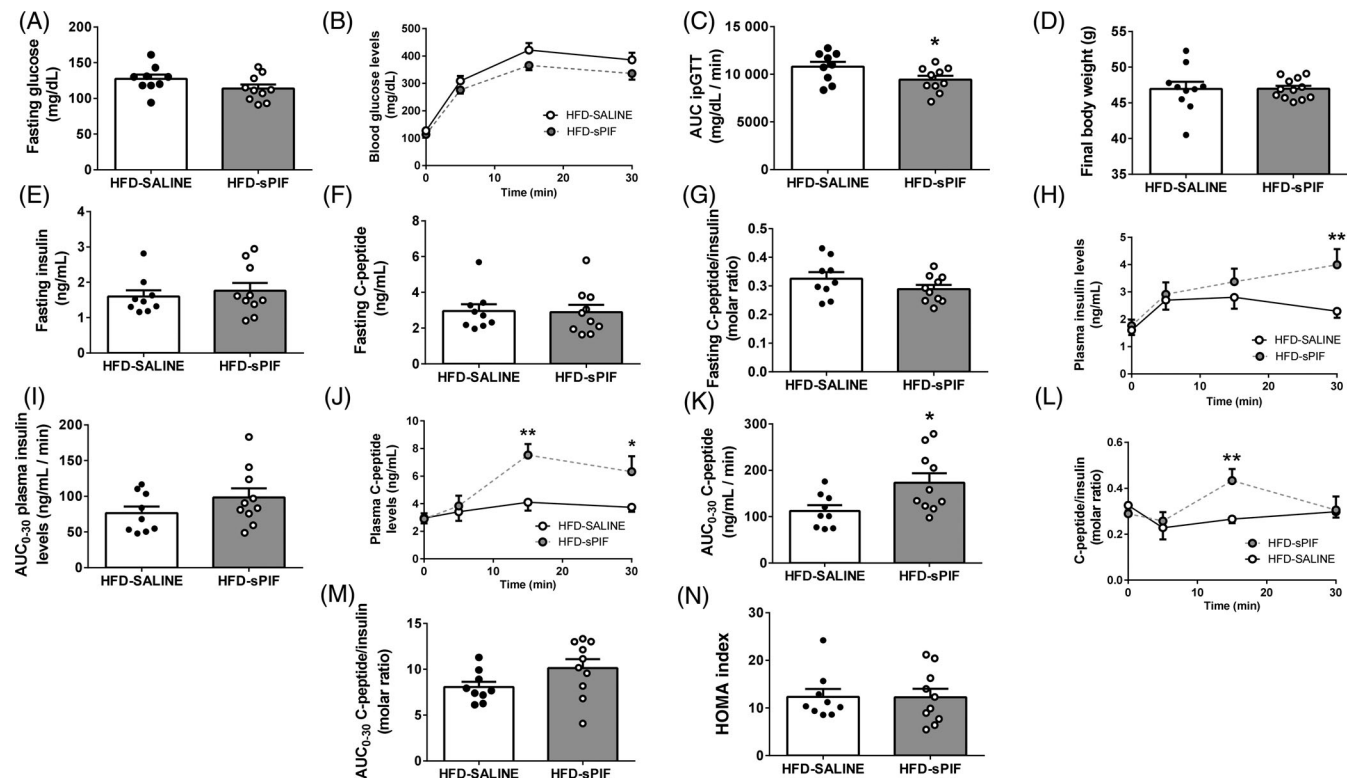 (A)
Fasting glucose
(mg/dL)
200
150
100
50
0
HFD-SALINE HFD-sPIF
(B)
Blood glucose levels
(mg/dL)
500
400
300
200
100
0
0 10 20 30
Time (min)
HFD-SALINE
HFD-sPIF
(C)
AUC ipGTT
(mg/dL / min)
15 000
10 000
5000
0
*
HFD-SALINE HFD-sPIF
(D)
Final body weight (g)
55
50
45
40
35
HFD-SALINE HFD-sPIF
(E)
Fasting insulin
(ng/mL)
4
3
2
1
0
HFD-SALINE HFD-sPIF
(F)
Fasting C-peptide
(ng/mL)
8
6
4
2
0
HFD-SALINE HFD-sPIF
(G)
Fasting C-peptide/insulin
(molar ratio)
0.5
0.4
0.3
0.2
0.1
0.0
HFD-SALINE HFD-sPIF
(H)
Plasma insulin levels
(ng/mL)
5
4
3
2
1
0
**
0 10 20 30
Time (min)
HFD-SALINE
HFD-sPIF
(I)
AUC0-30 plasma insulin
levels (ng/mL / min)
200
150
100
50
0
HFD-SALINE HFD-sPIF
(J)
Plasma C-peptide
levels (ng/mL)
10
8
6
4
2
0
** *
0 10 20 30
Time (min)
HFD-SALINE
HFD-sPIF
(K)
AUC0-30 C-peptide
(ng/mL / min)
300
200
100
0
*
HFD-SALINE HFD-sPIF
(L)
C-peptide/insulin
(molar ratio)
0.6
0.4
0.2
0.0
**
0 10 20 30
Time (min)
HFD-sPIF
HFD-SALINE
(M)
AUC0-30 C-peptide/insulin
(molar ratio)
15
10
5
0
HFD-SALINE HFD-sPIF
(N)
HOMA index
30
20
10
0
HFD-SALINE HFD-sPIF